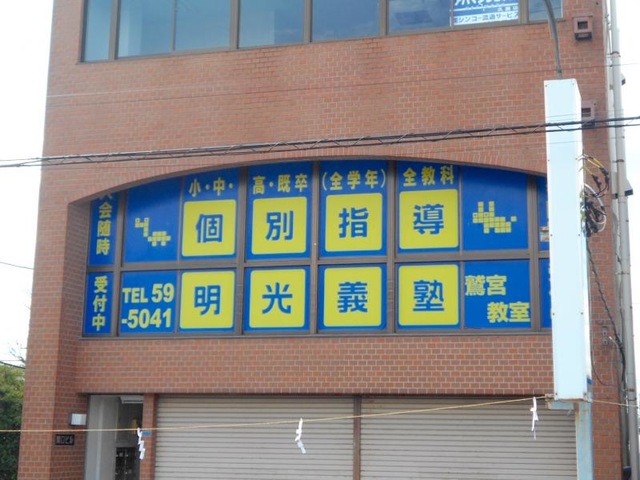 小・中・高・既卒(全学年)全教科
個別指導
明光義塾
鷲宮
教室
会随時
受付中
TEL 59
-5041